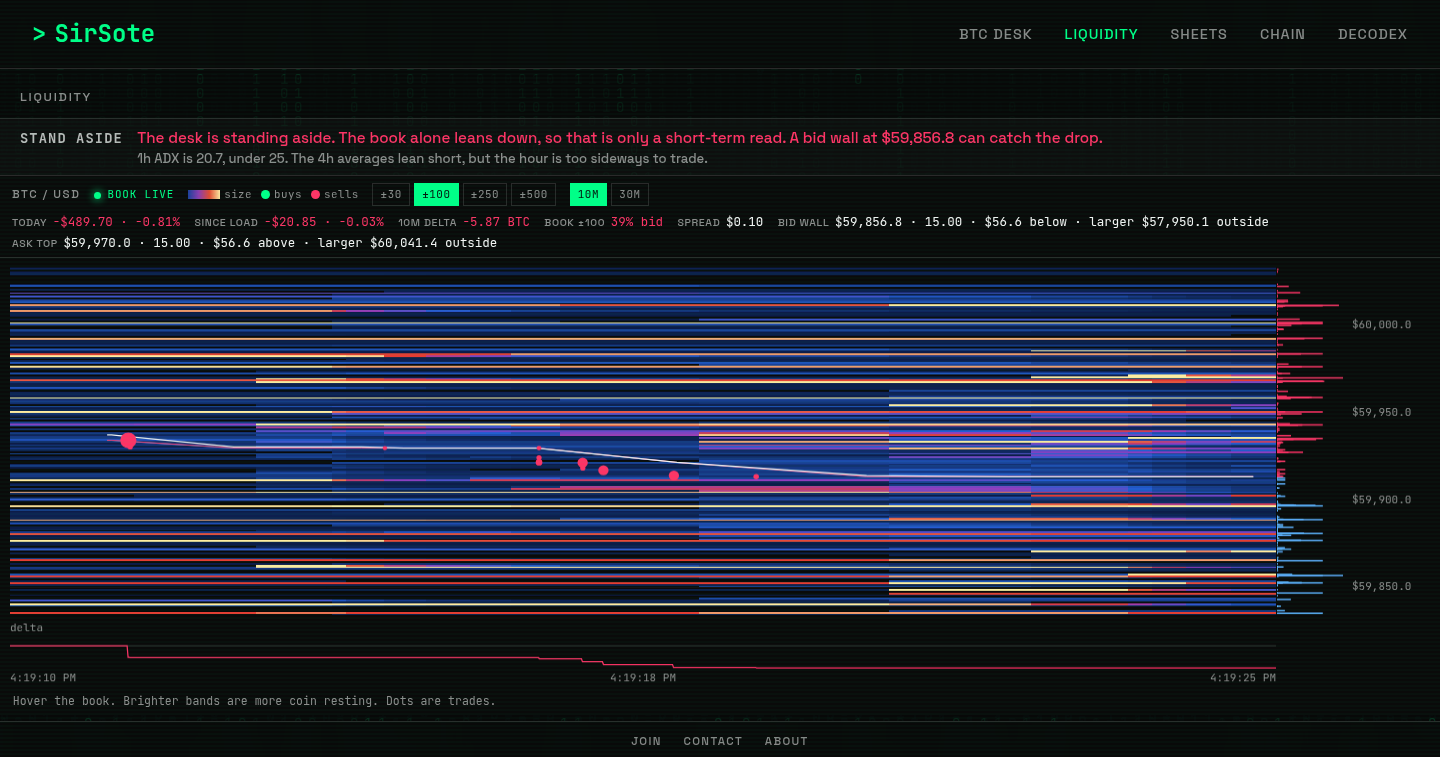 > SirSote
BTC DESK LIQUIDITY SHEETS CHAIN DECODEX
LIQUIDITY
STAND ASIDE The desk is standing aside. The book alone leans down, so that is only a short-term read. A bid wall at $59,856.8 can catch the drop.
1h ADX is 20.7, under 25. The 4h averages lean short, but the hour is too sideways to trade.
BTC / USD BOOK LIVE size buys sells ±30 ±100 ±250 ±500 10M 30M
TODAY -$489.70 · -0.81% SINCE LOAD -$20.85 · -0.03% 10M DELTA -5.87 BTC BOOK ±100 39% bid SPREAD $0.10 BID WALL $59,856.8 · 15.00 · $56.6 below · larger $57,950.1 outside
ASK TOP $59,970.0 · 15.00 · $56.6 above · larger $60,041.4 outside
$60,000.0
$59,950.0
$59,900.0
$59,850.0
delta
4:19:10 PM 4:19:18 PM 4:19:25 PM
Hover the book. Brighter bands are more coin resting. Dots are trades.
JOIN CONTACT ABOUT